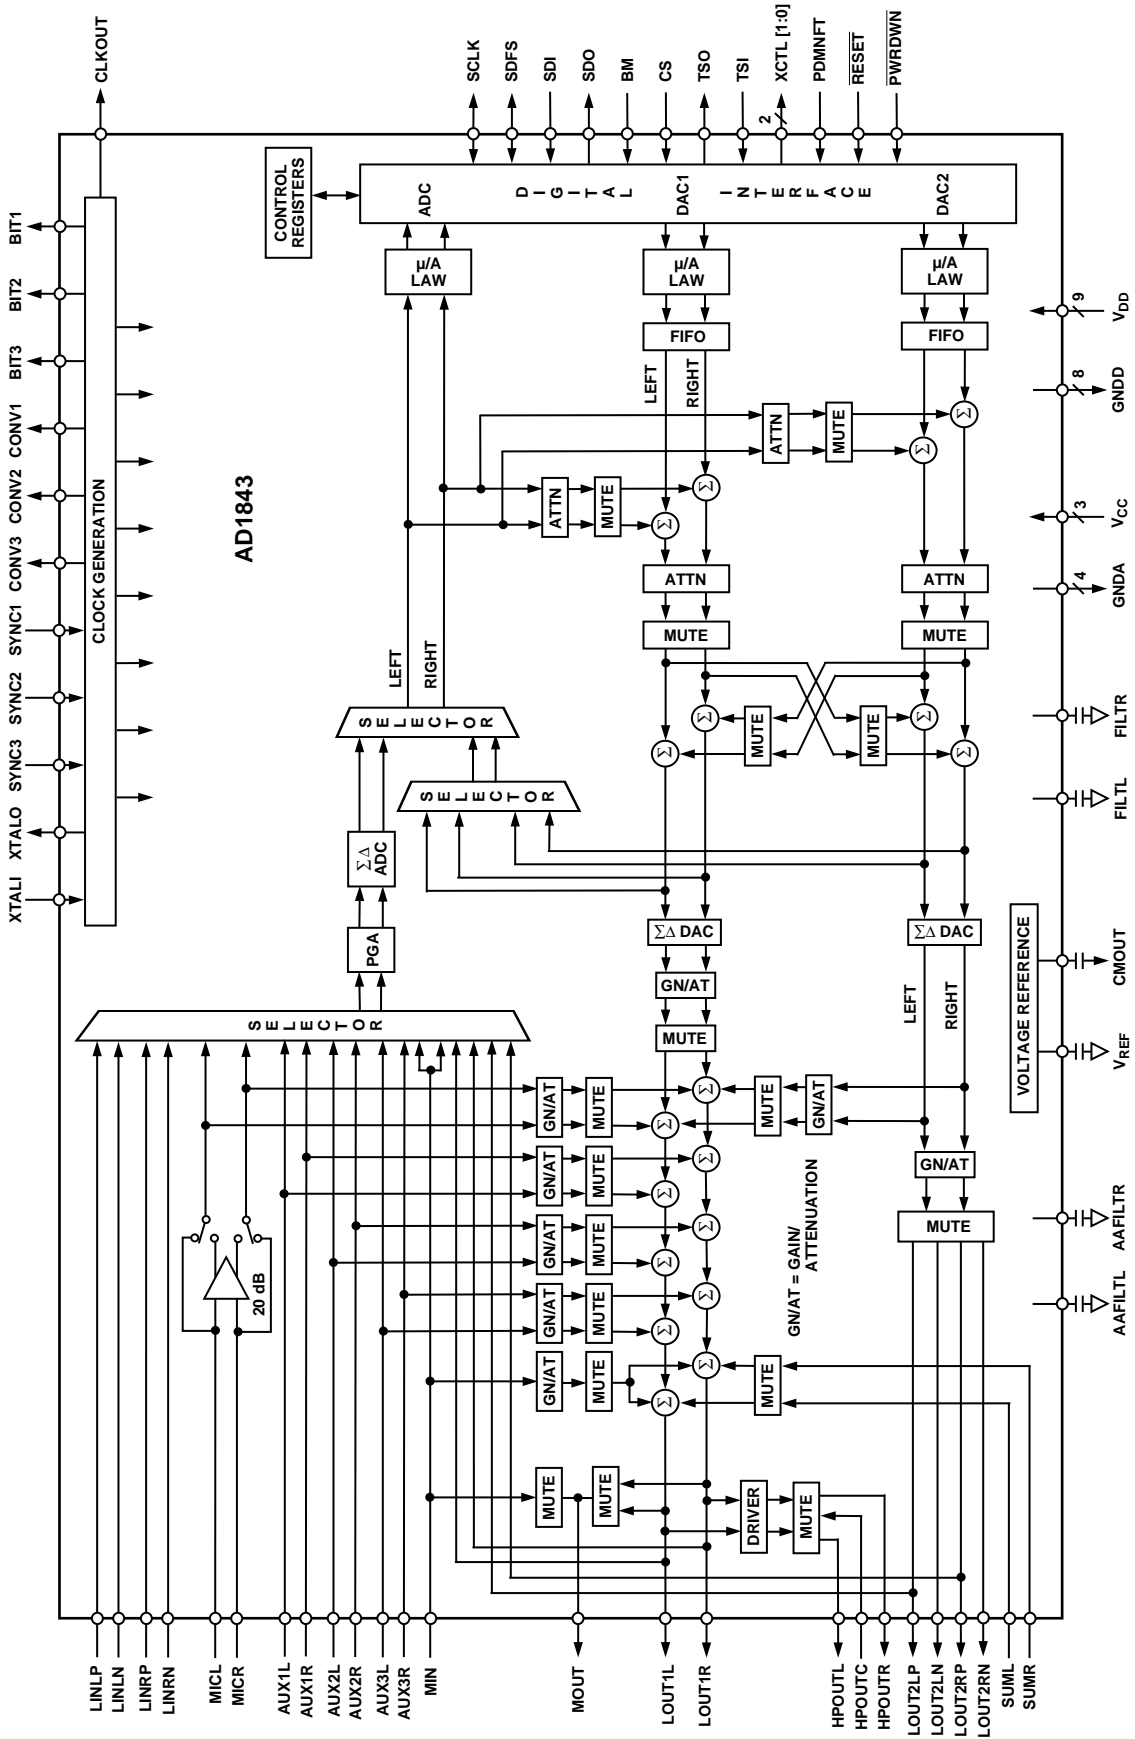 XTALI
XTALO
SYNC3
SYNC2
SYNC1
CONV3
CONV2
CONV1
BIT3
BIT2
BIT1
CLKOUT
CLOCK GENERATION
AD1843
CONTROL
REGISTERS
SCLK
SDFS
SDI
SDO
BM
CS
TSO
TSI
XCTL [1:0]
2
PDMNFT
RESET
PWRDWN
ADC
DIGITAL
DAC1
INTERFACE
DAC2
µ/A
LAW
µ/A
LAW
µ/A
LAW
FIFO
FIFO
LEFT
RIGHT
LEFT
RIGHT
ATTN
MUTE
ATTN
MUTE
Σ
Σ
Σ
Σ
ATTN
ATTN
MUTE
MUTE
SELECTOR
SELECTOR
Σ
Σ
MUTE
MUTE
Σ
Σ
ΣΔ
ADC
PGA
SELECTOR
ΣΔ DAC
ΣΔ DAC
GN/AT
MUTE
LEFT
RIGHT
GN/AT
MUTE
Σ
Σ
MUTE
GN/AT
GN/AT
MUTE
GN/AT
MUTE
Σ
Σ
GN/AT
MUTE
Σ
Σ
GN/AT
MUTE
Σ
Σ
GN/AT
MUTE
Σ
Σ
MUTE
GN/AT = GAIN/
ATTENUATION
20 dB
MUTE
MUTE
DRIVER
MUTE
VOLTAGE REFERENCE
LINLP
LINLN
LINRP
LINRN
MICL
MICR
AUX1L
AUX1R
AUX2L
AUX2R
AUX3L
AUX3R
MIN
MOUT
LOUT1L
LOUT1R
HPOUTL
HPOUTC
HPOUTR
LOUT2LP
LOUT2LN
LOUT2RP
LOUT2RN
SUML
SUMR
AAFILTL
AAFILTR
VREF
CMOUT
FILTL
FILTR
4
GNDA
3
VCC
8
GNDD
9
VDD